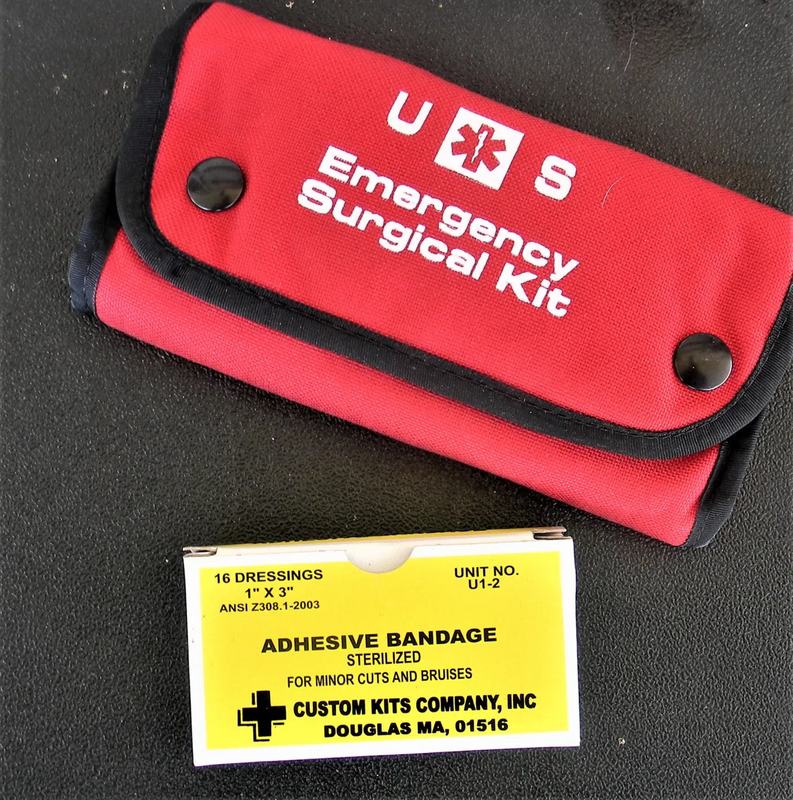 U S
Emergency
Surgical Kit
16 DRESSINGS
1" X 3"
ANSI Z308.1-2003
UNIT NO.
U1-2
ADHESIVE BANDAGE
STERILIZED
FOR MINOR CUTS AND BRUISES
CUSTOM KITS COMPANY, INC
DOUGLAS MA, 01516